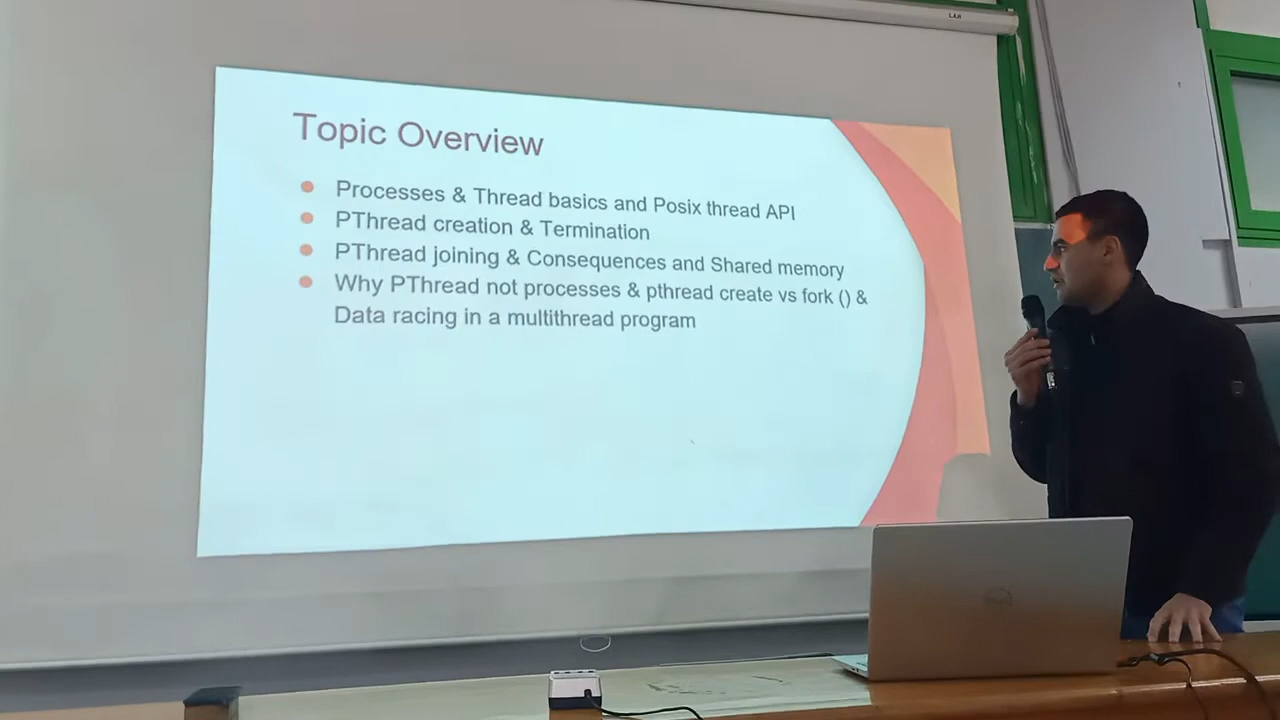 Topic Overview
Processes & Thread basics and Posix thread API
PThread creation & Termination
PThread joining & Consequences and Shared memory
Why PThread not processes & pthread create vs fork () &
Data racing in a multithread program